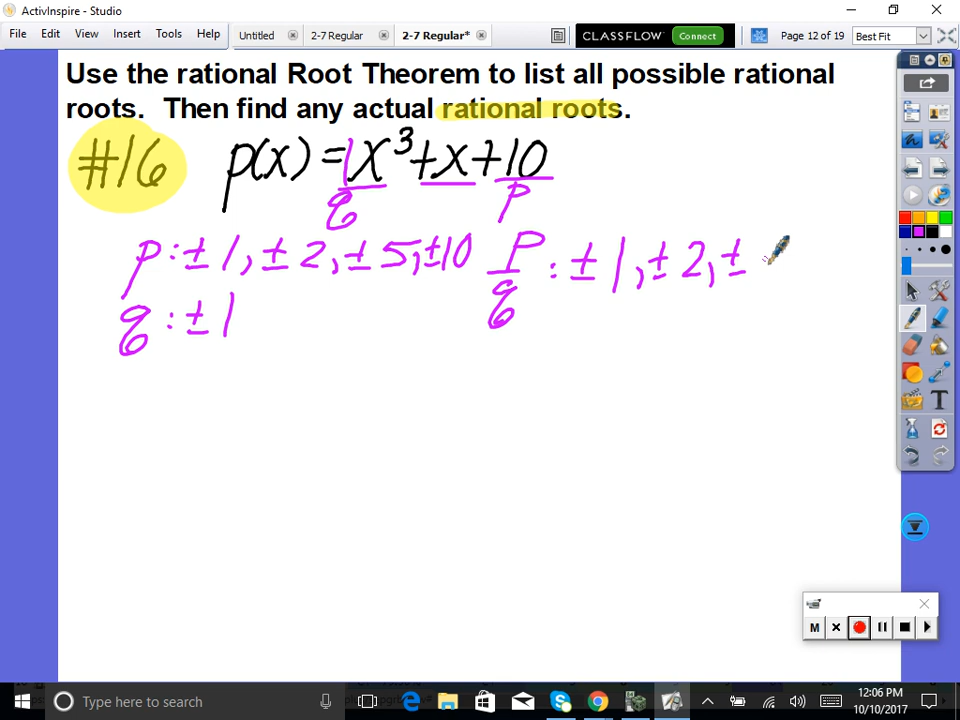 ActivInspire - Studio
File Edit View Insert Tools Help Untitled 2-7 Regular 2-7 Regular* CLASSFLOW Connect Page 12 of 19 Best Fit
Use the rational Root Theorem to list all possible rational
roots. Then find any actual rational roots.
#16 p(x) = 1x³+x+10
q p
p: ±1, ±2, ±5, ±10 p/q : ±1, ±2, ±
q: ±1
M
Type here to search
12:06 PM
10/10/2017